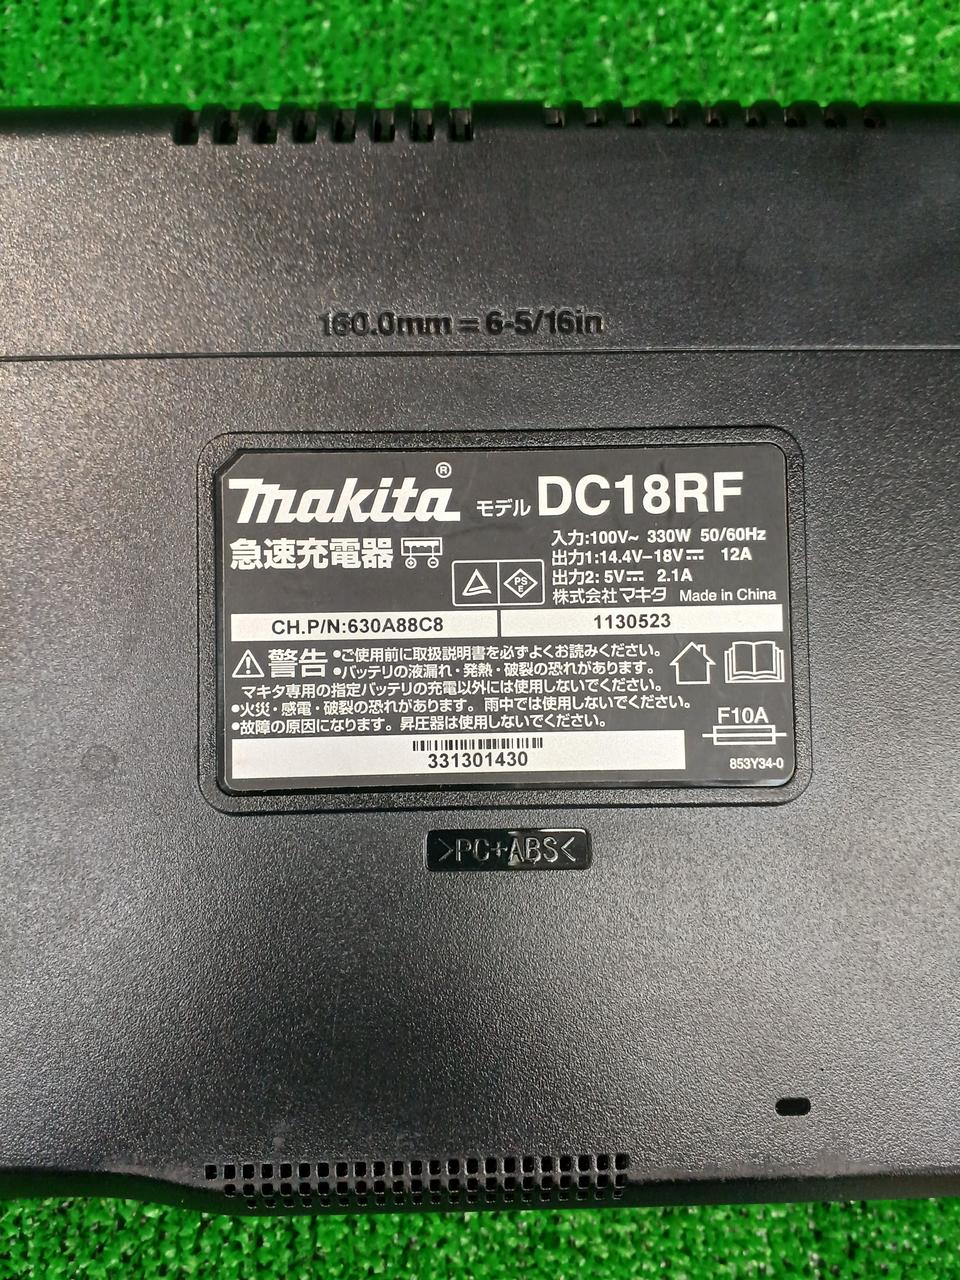 160.0mm = 6-5/16in
makita® モデル DC18RF
急速充電器
入力:100V~ 330W 50/60Hz
出力1:14.4V–18V⎓ 12A
出力2: 5V⎓ 2.1A
PS
E
株式会社マキタ Made in China
CH.P/N:630A88C8 1130523
警告 •ご使用前に取扱説明書を必ずよくお読みください。
•バッテリの液漏れ・発熱・破裂の恐れがあります。
マキタ専用の指定バッテリの充電以外には使用しないでください。
•火災・感電・破裂の恐れがあります。雨中では使用しないでください。
•故障の原因になります。昇圧器は使用しないでください。
F10A
331301430
853Y34-0
>PC+ABS<